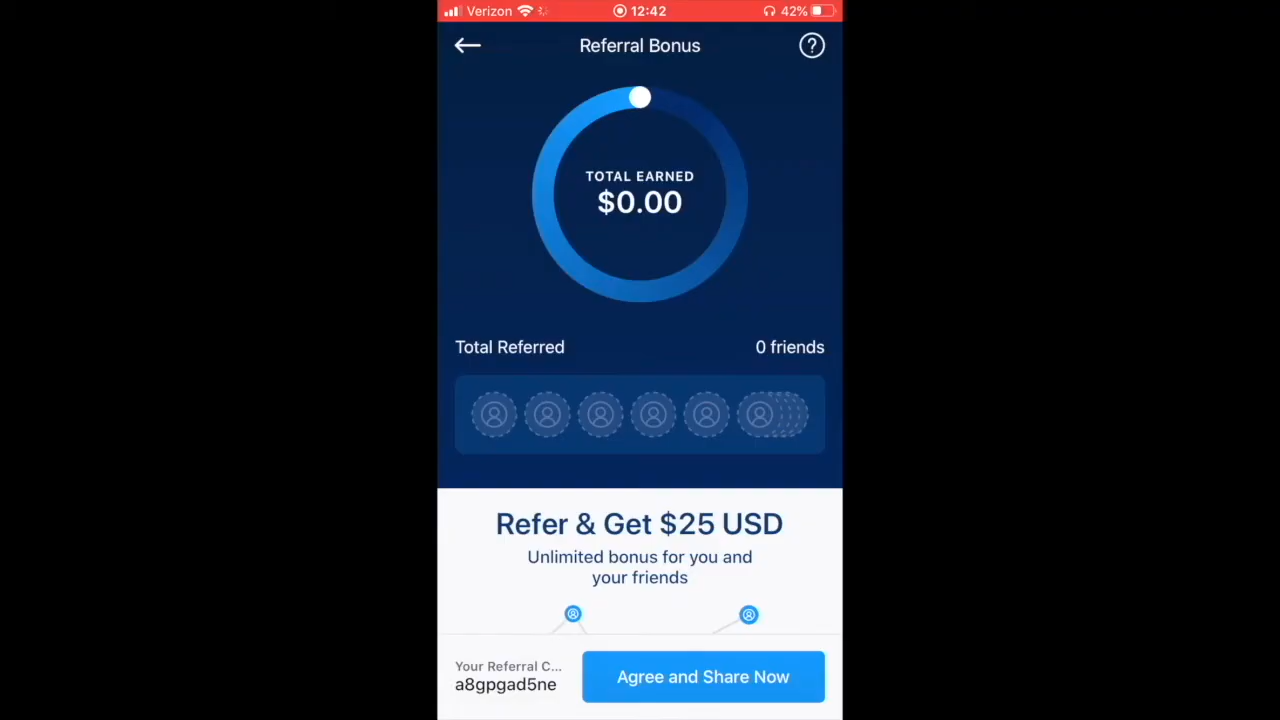 Verizon 12:42 42%
Referral Bonus
?
TOTAL EARNED
$0.00
Total Referred 0 friends
Refer & Get $25 USD
Unlimited bonus for you and
your friends
Your Referral C...
a8gpgad5ne
Agree and Share Now